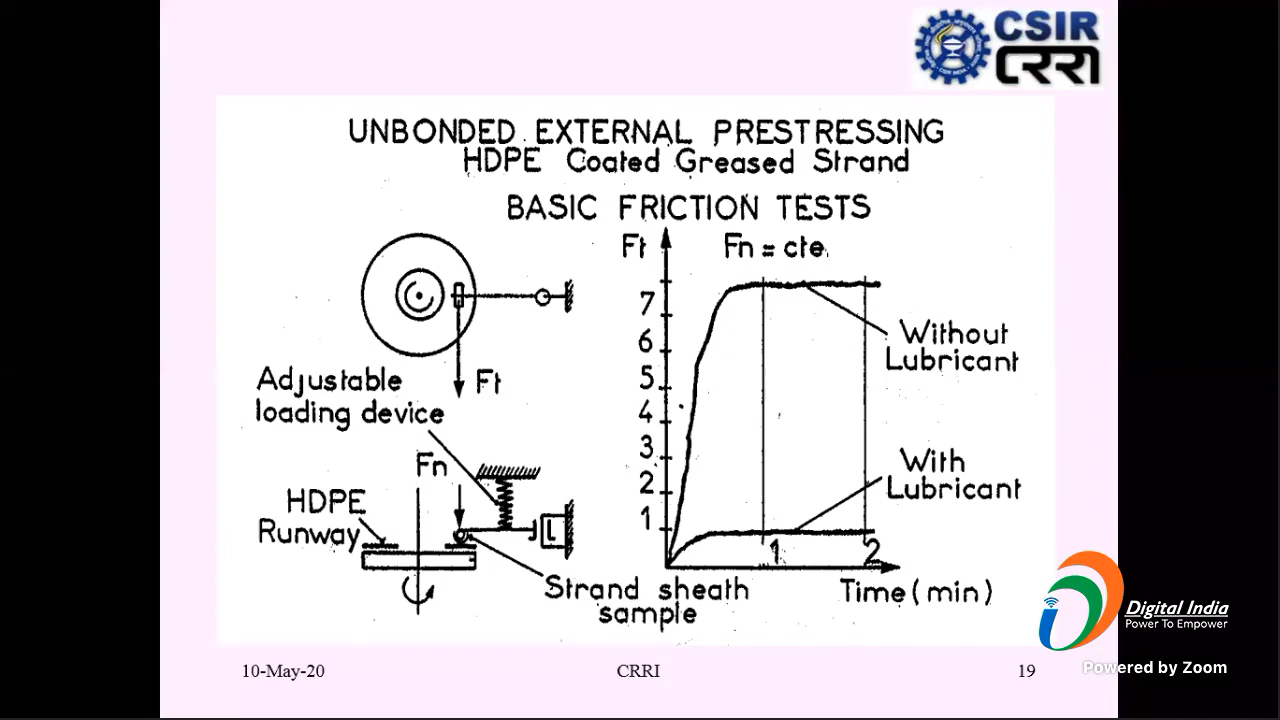 CSIR
CRRI
UNBONDED EXTERNAL PRESTRESSING
HDPE Coated Greased Strand
BASIC FRICTION TESTS
Ft
Fn = cte.
7
6
5
4
3
2
1
Without
Lubricant
With
Lubricant
1
2
Time (min)
Ft
Adjustable
loading device
Fn
HDPE
Runway
Strand sheath
sample
10-May-20
CRRI
19
Digital India
Power To Empower
Powered by Zoom